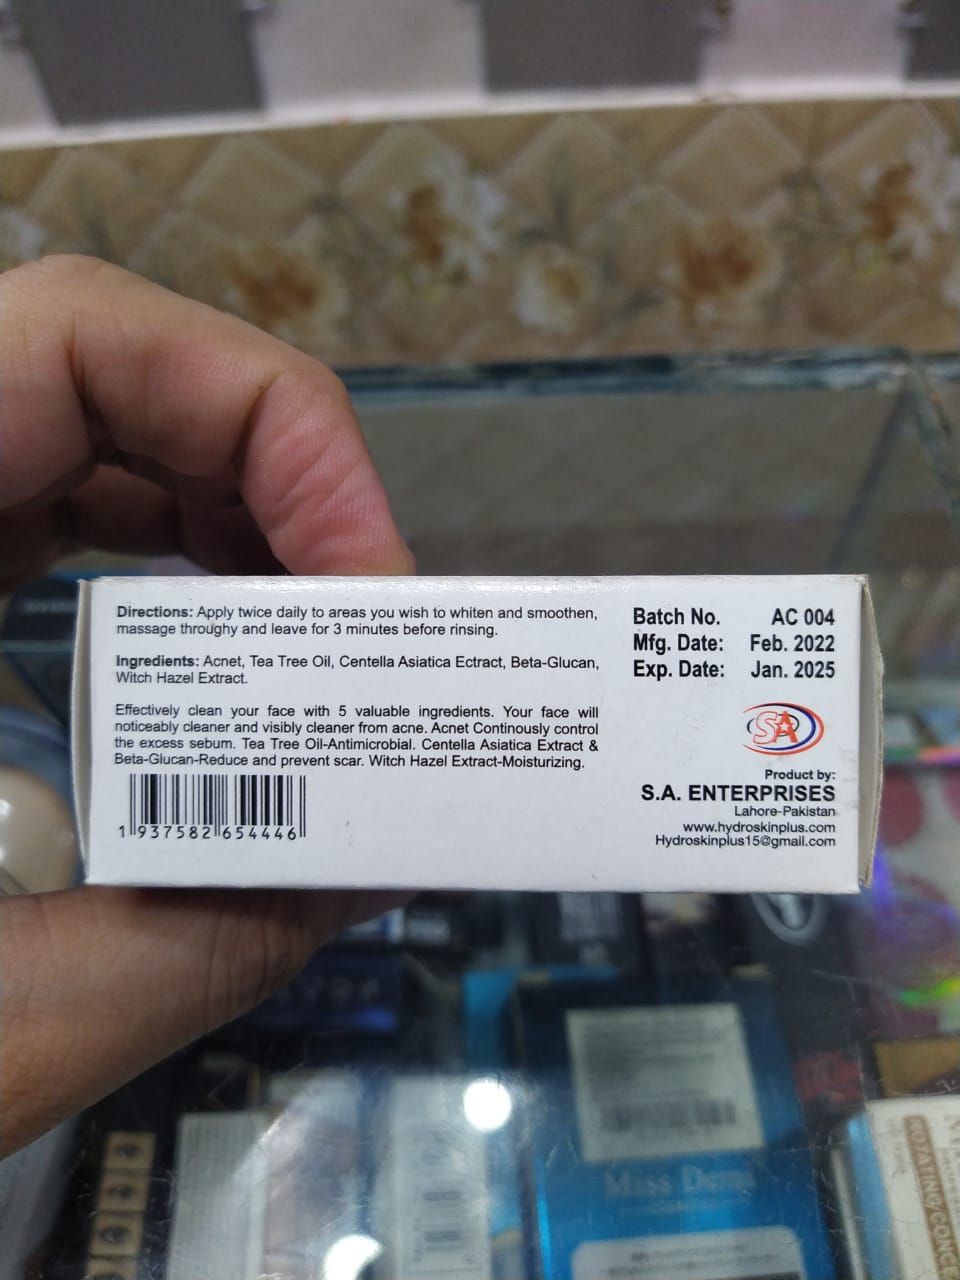 Directions: Apply twice daily to areas you wish to whiten and smoothen,
massage throughy and leave for 3 minutes before rinsing.
Ingredients: Acnet, Tea Tree Oil, Centella Asiatica Ectract, Beta-Glucan,
Witch Hazel Extract.
Effectively clean your face with 5 valuable ingredients. Your face will
noticeably cleaner and visibly cleaner from acne. Acnet Continously control
the excess sebum. Tea Tree Oil-Antimicrobial. Centella Asiatica Extract &
Beta-Glucan-Reduce and prevent scar. Witch Hazel Extract-Moisturizing.
1 937582 654446
Batch No. AC 004
Mfg. Date: Feb. 2022
Exp. Date: Jan. 2025
SA
Product by:
S.A. ENTERPRISES
Lahore-Pakistan
www.hydroskinplus.com
Hydroskinplus15@gmail.com
Miss Demi